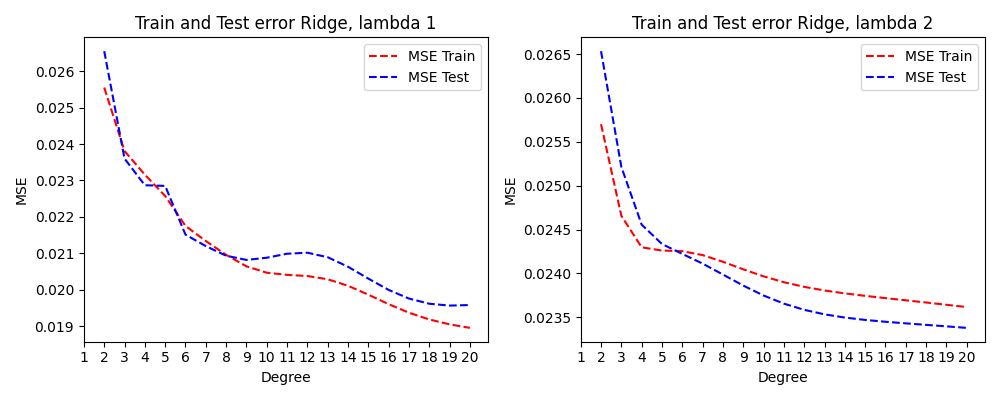 Train and Test error Ridge, lambda 1
MSE Train
MSE Test
MSE
0.026
0.025
0.024
0.023
0.022
0.021
0.020
0.019
1 2 3 4 5 6 7 8 9 10 11 12 13 14 15 16 17 18 19 20
Degree
Train and Test error Ridge, lambda 2
MSE Train
MSE Test
MSE
0.0265
0.0260
0.0255
0.0250
0.0245
0.0240
0.0235
1 2 3 4 5 6 7 8 9 10 11 12 13 14 15 16 17 18 19 20
Degree